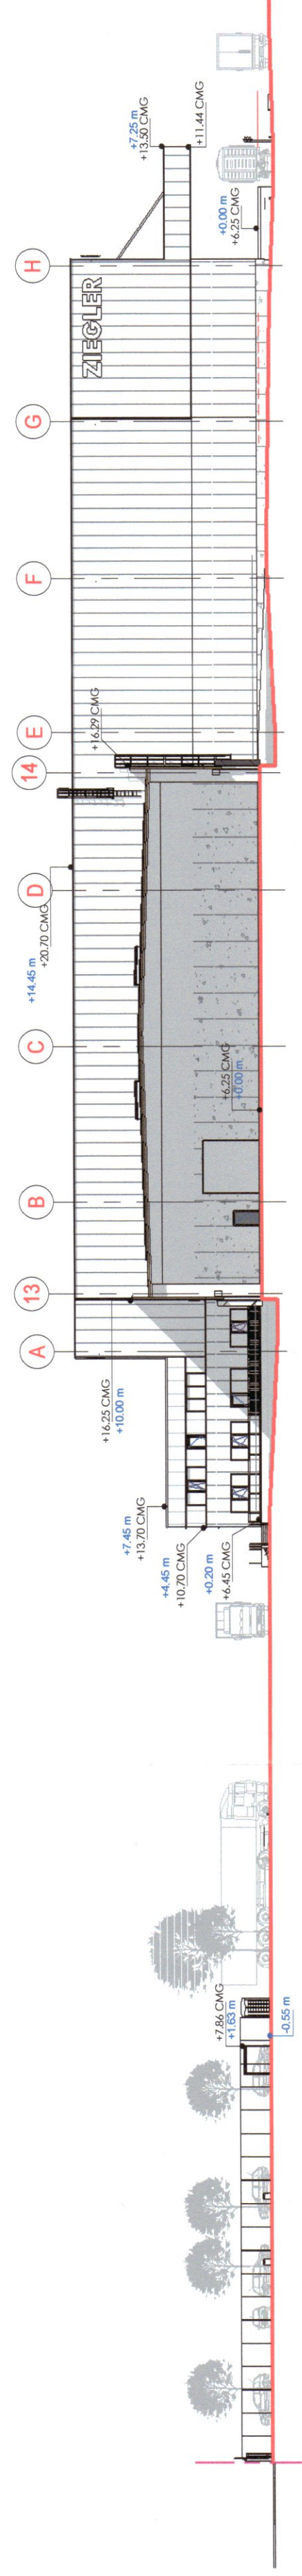 +7.86 CMG
+1.63 m
-0.55 m
+7.45 m
+13.70 CMG
+4.45 m
+10.70 CMG
+0.20 m
+6.45 CMG
+16.25 CMG
+10.00 m
A
13
B
C
D
14
E
F
G
H
+14.45 m
+20.70 CMG
+6.25 CMG
+0.00 m
+16.29 CMG
ZIEGLER
+7.25 m
+13.50 CMG
+11.44 CMG
+0.00 m
+6.25 CMG